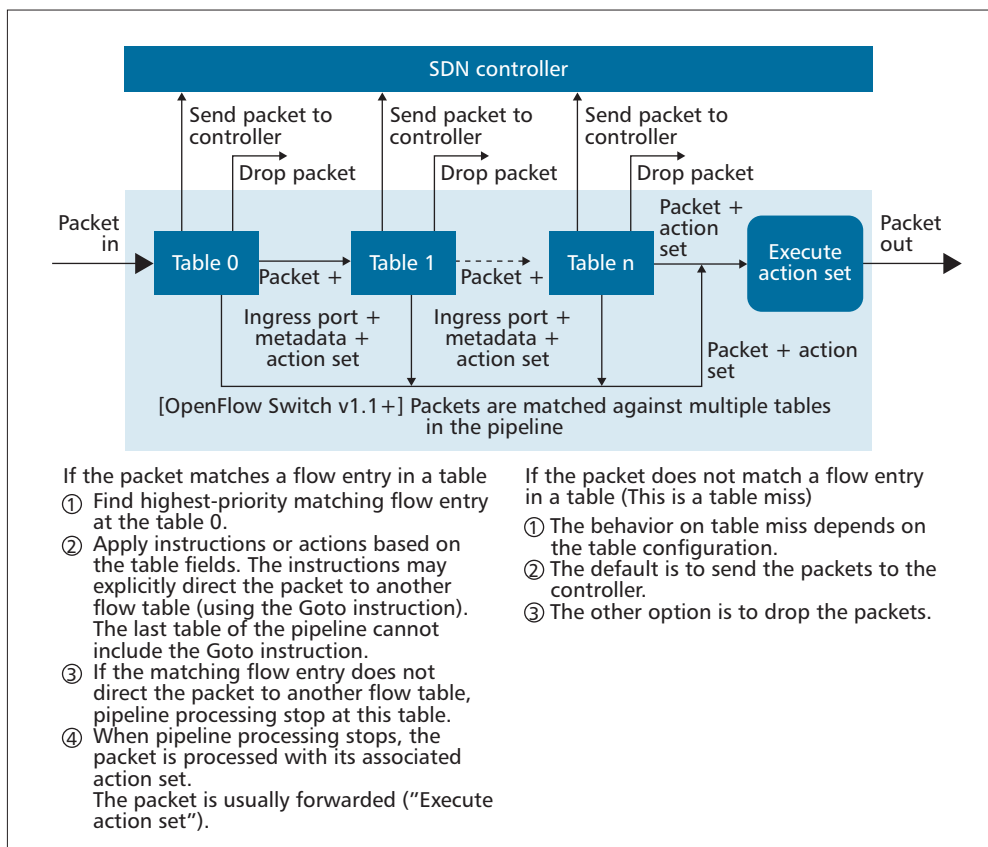 SDN controller
Send packet to
controller
Send packet to
controller
Send packet to
controller
Drop packet
Drop packet
Drop packet
Packet
in
Table 0
Packet +
Table 1
Packet +
Table n
Packet +
action
set
Execute
action set
Packet
out
Ingress port +
metadata +
action set
Ingress port +
metadata +
action set
Packet + action
set
[OpenFlow Switch v1.1+] Packets are matched against multiple tables
in the pipeline
If the packet matches a flow entry in a table
① Find highest-priority matching flow entry
at the table 0.
② Apply instructions or actions based on
the table fields. The instructions may
explicitly direct the packet to another
flow table (using the Goto instruction).
The last table of the pipeline cannot
include the Goto instruction.
③ If the matching flow entry does not
direct the packet to another flow table,
pipeline processing stop at this table.
④ When pipeline processing stops, the
packet is processed with its associated
action set.
The packet is usually forwarded ("Execute
action set").
If the packet does not match a flow entry
in a table (This is a table miss)
① The behavior on table miss depends on
the table configuration.
② The default is to send the packets to the
controller.
③ The other option is to drop the packets.